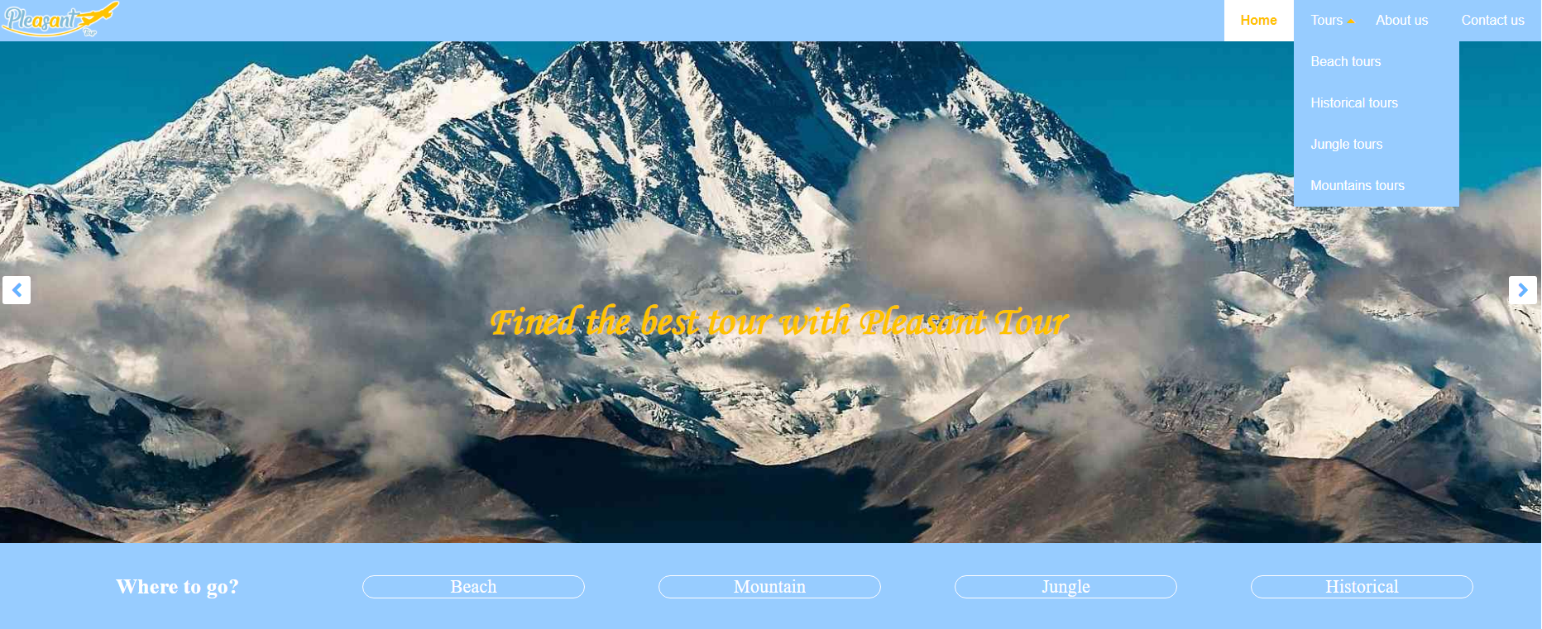 Pleasant
Home
Tours
About us
Contact us
Beach tours
Historical tours
Jungle tours
Mountains tours
Fined the best tour with Pleasant Tour
Where to go?
Beach
Mountain
Jungle
Historical